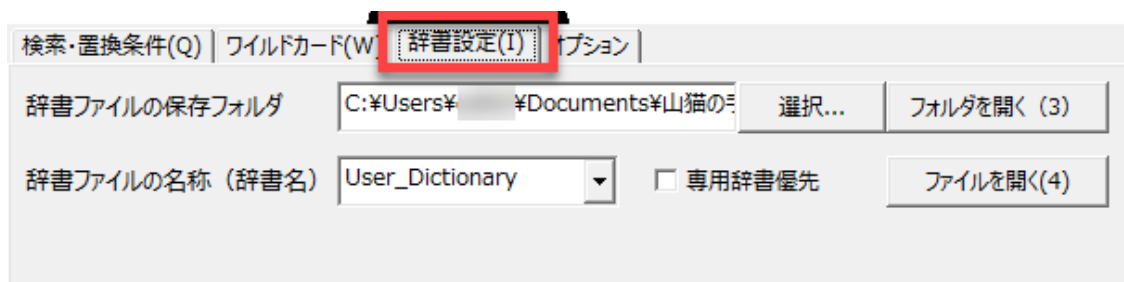 検索・置換条件(Q) ワイルドカード(W 辞書設定(I) プション
辞書ファイルの保存フォルダ C:¥Users¥ ¥Documents¥山猫の 選択... フォルダを開く (3)
辞書ファイルの名称 (辞書名) User_Dictionary 専用辞書優先 ファイルを開く(4)